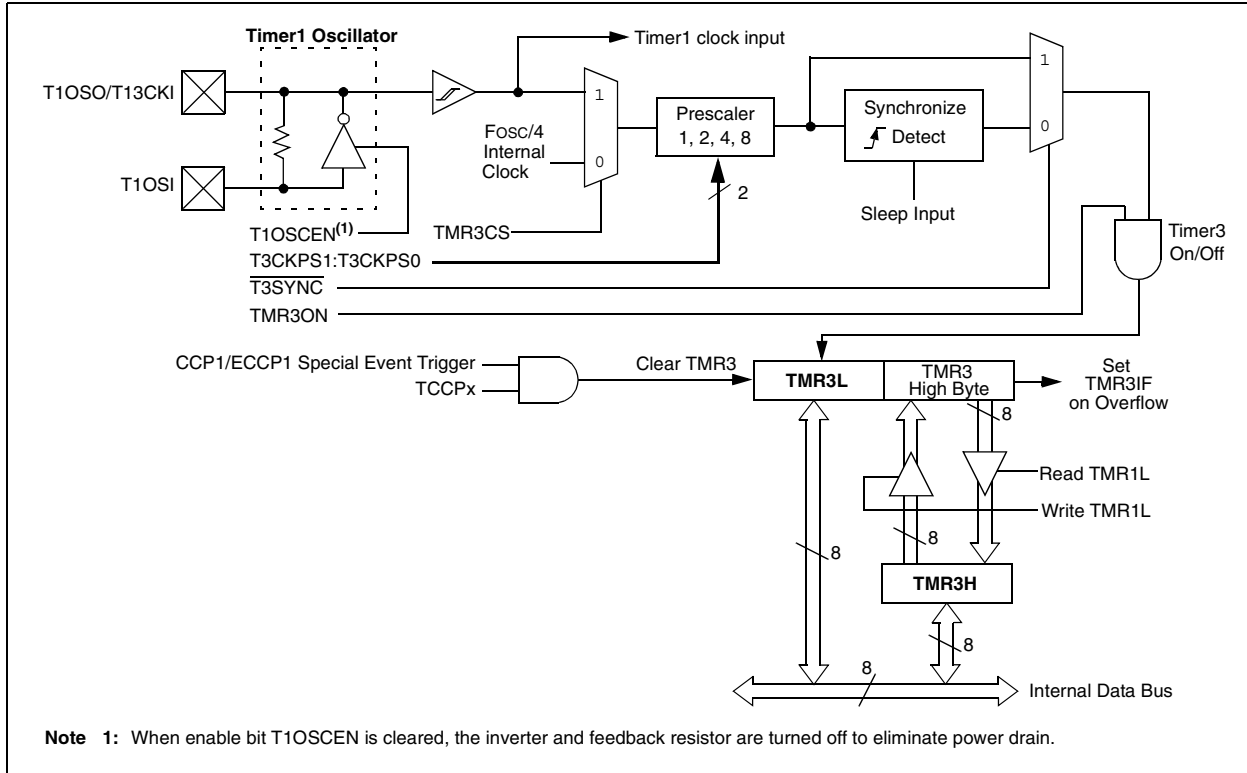 Timer1 Oscillator
Timer1 clock input
T1OSO/T13CKI
1
1
Prescaler
1, 2, 4, 8
Synchronize
Detect
FOSC/4
Internal
Clock
0
0
T1OSI
2
Sleep Input
T1OSCEN(1)
TMR3CS
Timer3
On/Off
T3CKPS1:T3CKPS0
T3SYNC
TMR3ON
CCP1/ECCP1 Special Event Trigger
TCCPx
Clear TMR3
TMR3L
TMR3
High Byte
Set
TMR3IF
on Overflow
8
Read TMR1L
Write TMR1L
8
8
TMR3H
8
8
Internal Data Bus
Note 1: When enable bit T1OSCEN is cleared, the inverter and feedback resistor are turned off to eliminate power drain.